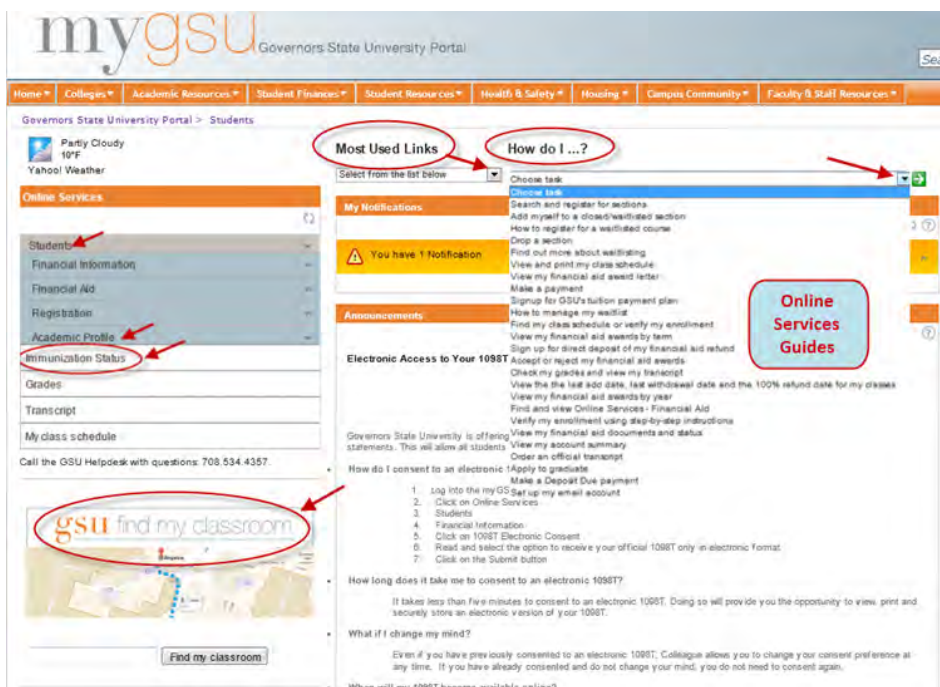 mygsu Governors State University Portal
Sea
Home Colleges Academic Resources Student Finances Student Resources Health & Safety Housing Campus Community Faculty & Staff Resources
Governors State University Portal > Students
Partly Cloudy
10°F
Yahoo! Weather
Most Used Links
Select from the list below
How do I ...?
Choose task
Choose task
Search and register for sections
Add myself to a closed/waitlisted section
How to register for a waitlisted course
Drop a section
Find out more about waitlisting
View and print my class schedule
View my financial aid award letter
Make a payment
Signup for GSU's tuition payment plan
How to manage my waitlist
Find my class schedule or verify my enrollment
View my financial aid awards by term
Sign up for direct deposit of my financial aid refund
Accept or reject my financial aid awards
Check my grades and view my transcript
View the the last add date, last withdrawal date and the 100% refund date for my classes
View my financial aid awards by year
Find and view Online Services - Financial Aid
Verify my enrollment using step-by-step instructions
View my financial aid documents and status
View my account summary
Order an official transcript
Apply to graduate
Make a Deposit Due payment
Set up my email account
Online
Services
Guides
Online Services
Students
Financial Information
Financial Aid
Registration
Academic Profile
Immunization Status
Grades
Transcript
My class schedule
Call the GSU Helpdesk with questions: 708.534.4357.
gsu find my classroom
Find my classroom
My Notifications
You have 1 Notification
Announcements
Electronic Access to Your 1098T
Governors State University is offering
statements. This will allow all students
How do I consent to an electronic
1. Log into the myGS
2. Click on Online Services
3. Students
4. Financial Information
5. Click on 1098T Electronic Consent
6. Read and select the option to receive your official 1098T only in electronic format
7. Click on the Submit button
How long does it take me to consent to an electronic 1098T?
It takes less than five minutes to consent to an electronic 1098T. Doing so will provide you the opportunity to view, print and
securely store an electronic version of your 1098T.
What if I change my mind?
Even if you have previously consented to an electronic 1098T, Colleague allows you to change your consent preference at
any time. If you have already consented and do not change your mind, you do not need to consent again.
When will my 1098T become available online?